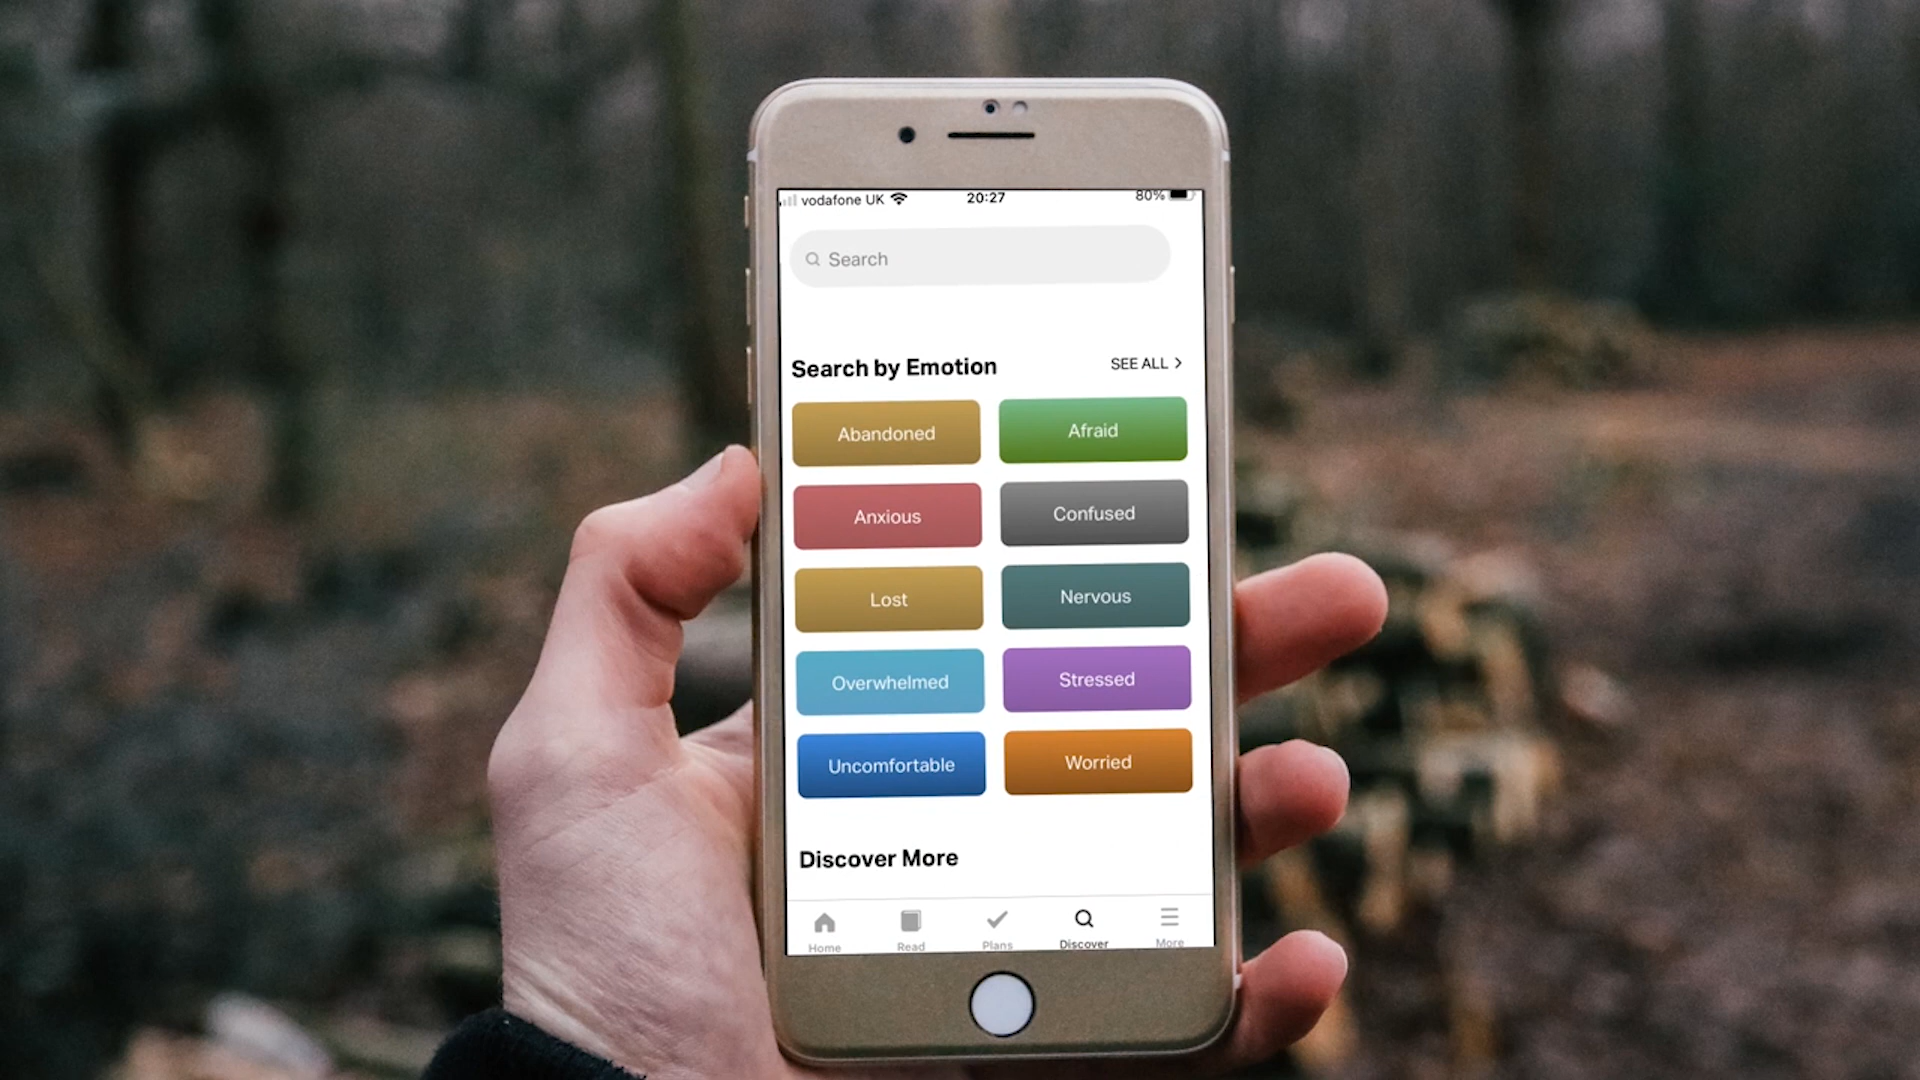 vodafone UK 20:27 80%
Search
Search by Emotion SEE ALL >
Abandoned Afraid
Anxious Confused
Lost Nervous
Overwhelmed Stressed
Uncomfortable Worried
Discover More
Home Read Plans Discover More